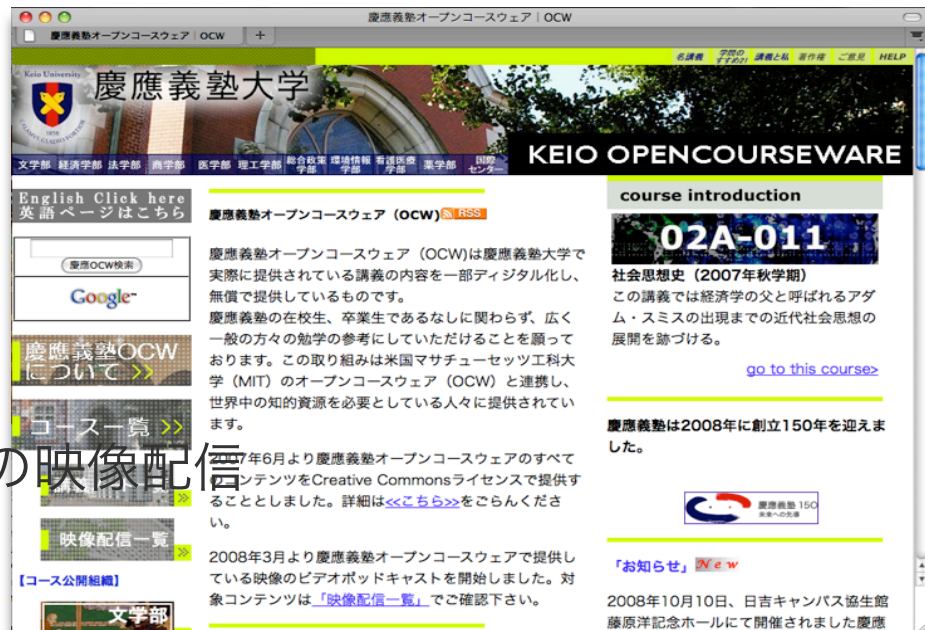 慶應義塾オープンコースウェア｜OCW
慶應義塾オープンコースウェア｜OCW
名講義 学問のすすめ21 講義と私 著作権 ご意見 HELP
Keio University
慶應義塾大学
1858
CALAMVS GLADIO FORTIOR
文学部 経済学部 法学部 商学部 医学部 理工学部 総合政策学部 環境情報学部 看護医療学部 薬学部 国際センター
KEIO OPENCOURSEWARE
English Click here
英語ページはこちら
慶應OCW検索
Google
慶應義塾OCW
について >>
コース一覧 >>
の映像配信
映像配信一覧
【コース公開組織】
文学部
慶應義塾オープンコースウェア（OCW) RSS
慶應義塾オープンコースウェア（OCW)は慶應義塾大学で
実際に提供されている講義の内容を一部ディジタル化し、
無償で提供しているものです。
慶應義塾の在校生、卒業生であるなしに関わらず、広く
一般の方々の勉学の参考にしていただけることを願って
おります。この取り組みは米国マサチューセッツ工科大
学（MIT）のオープンコースウェア（OCW）と連携し、
世界中の知的資源を必要としている人々に提供されてい
ます。
2007年6月より慶應義塾オープンコースウェアのすべて
のコンテンツをCreative Commonsライセンスで提供す
ることとしました。詳細は<<こちら>>をごらんくださ
い。
2008年3月より慶應義塾オープンコースウェアで提供し
ている映像のビデオポッドキャストを開始しました。対
象コンテンツは「映像配信一覧」でご確認下さい。
course introduction
02A-011
社会思想史（2007年秋学期）
この講義では経済学の父と呼ばれるアダ
ム・スミスの出現までの近代社会思想の
展開を跡づける。
go to this course>
慶應義塾は2008年に創立150年を迎えま
した。
慶應義塾 150
未来への先導
「お知らせ」New
2008年10月10日、日吉キャンパス協生館
藤原洋記念ホールにて開催されました慶應